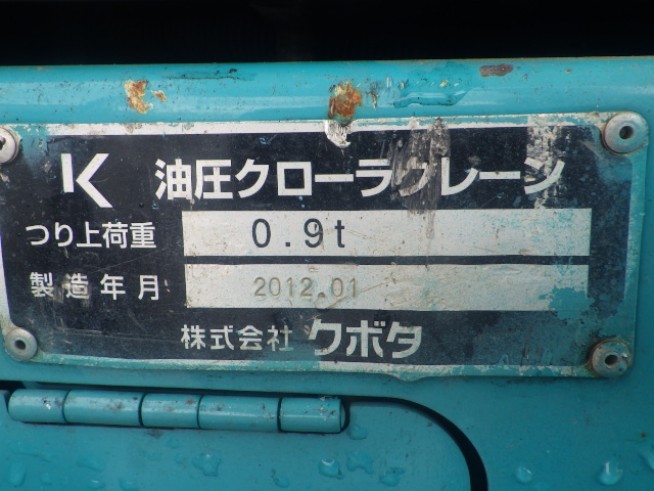 K 油圧クローラクレーン
つり上荷重 0.9t
製造年月 2012.01
株式会社 クボタ